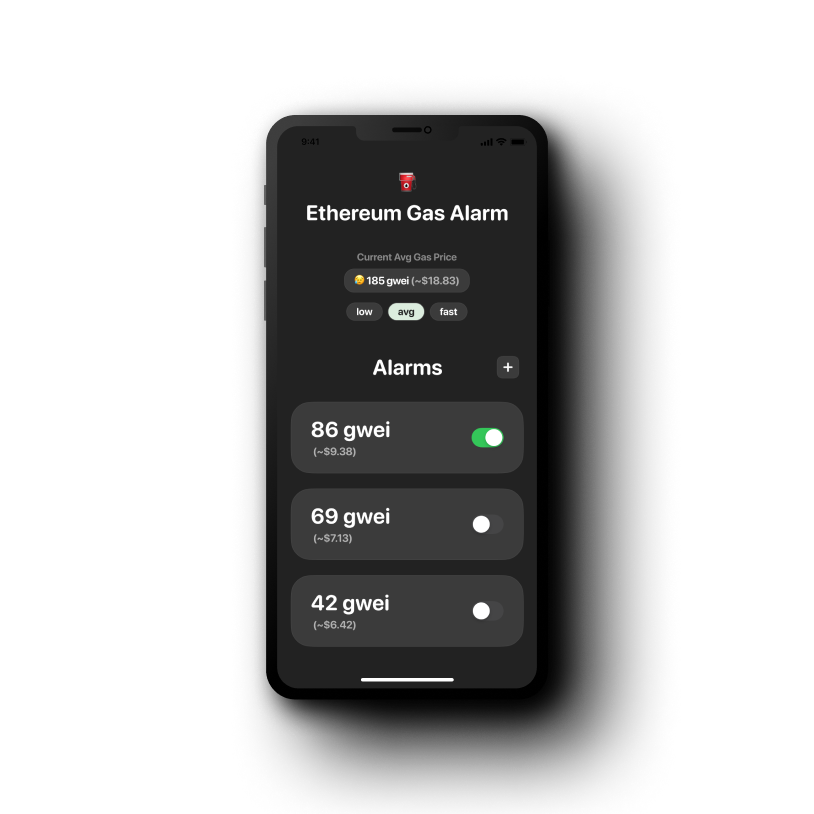 9:41
Ethereum Gas Alarm
Current Avg Gas Price
185 gwei (~$18.83)
low avg fast
Alarms +
86 gwei
(~$9.38)
69 gwei
(~$7.13)
42 gwei
(~$6.42)